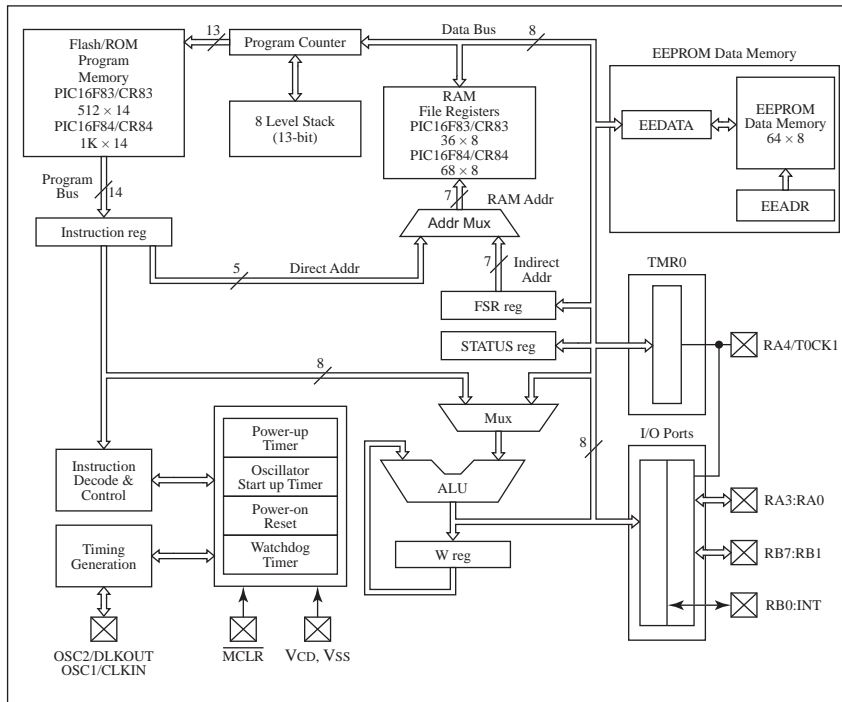 Flash/ROM
Program
Memory
PIC16F83/CR83
512 × 14
PIC16F84/CR84
1K × 14
13
Program Counter
Data Bus
8
8 Level Stack
(13-bit)
RAM
File Registers
PIC16F83/CR83
36 × 8
PIC16F84/CR84
68 × 8
EEPROM Data Memory
EEDATA
EEPROM
Data Memory
64 × 8
EEADR
Program
Bus
14
7
RAM Addr
Addr Mux
Instruction reg
5
Direct Addr
7
Indirect
Addr
FSR reg
STATUS reg
TMR0
RA4/T0CK1
8
Mux
8
I/O Ports
Power-up
Timer
Oscillator
Start up Timer
Power-on
Reset
Watchdog
Timer
Instruction
Decode &
Control
ALU
RA3:RA0
Timing
Generation
W reg
RB7:RB1
RB0:INT
OSC2/DLKOUT
OSC1/CLKIN
MCLR
VCD, VSS